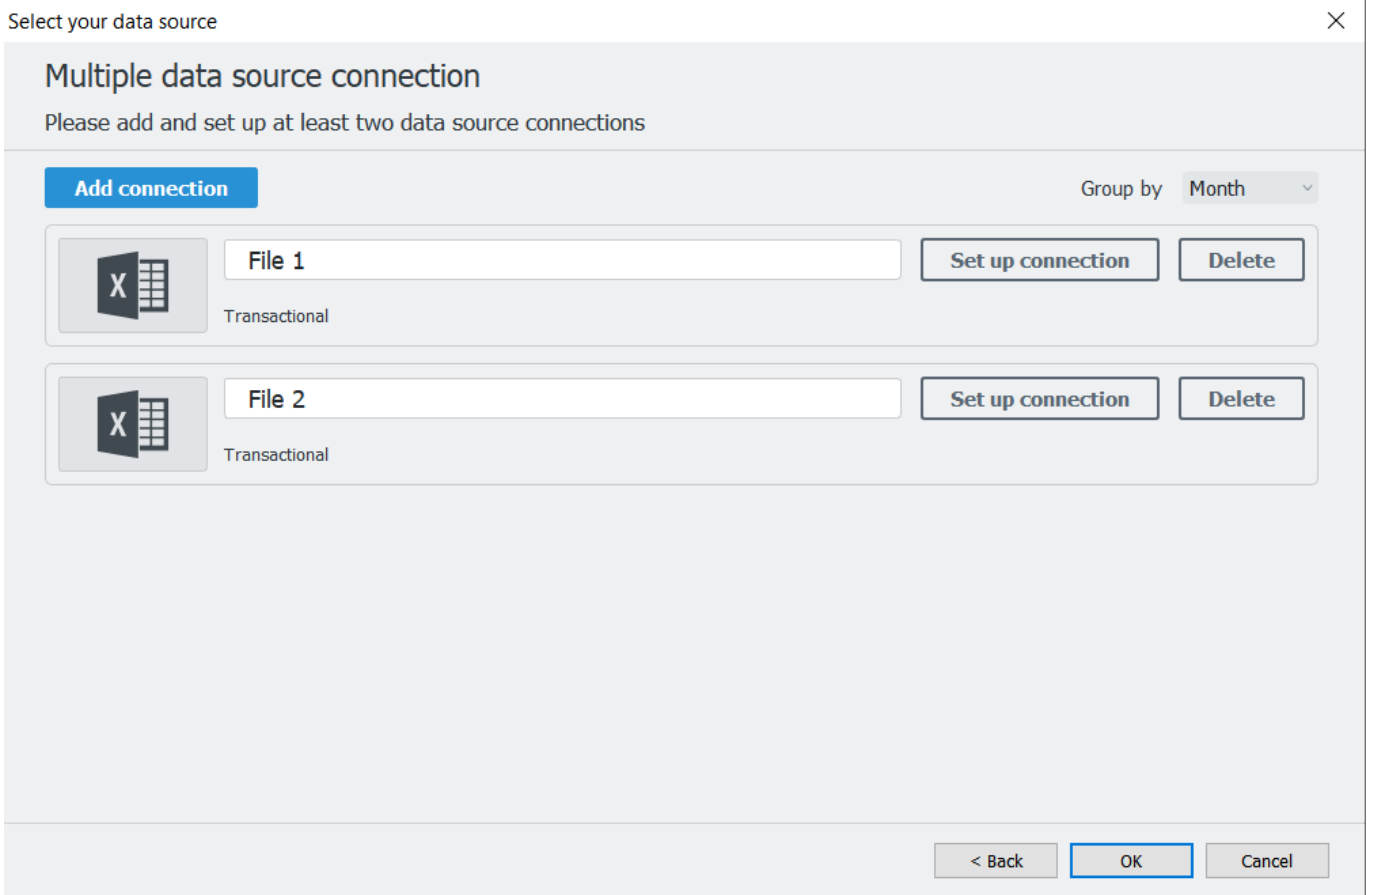 Select your data source
Multiple data source connection
Please add and set up at least two data source connections
Add connection
Group by Month
X
File 1
Set up connection
Delete
Transactional
X
File 2
Set up connection
Delete
Transactional
< Back
OK
Cancel